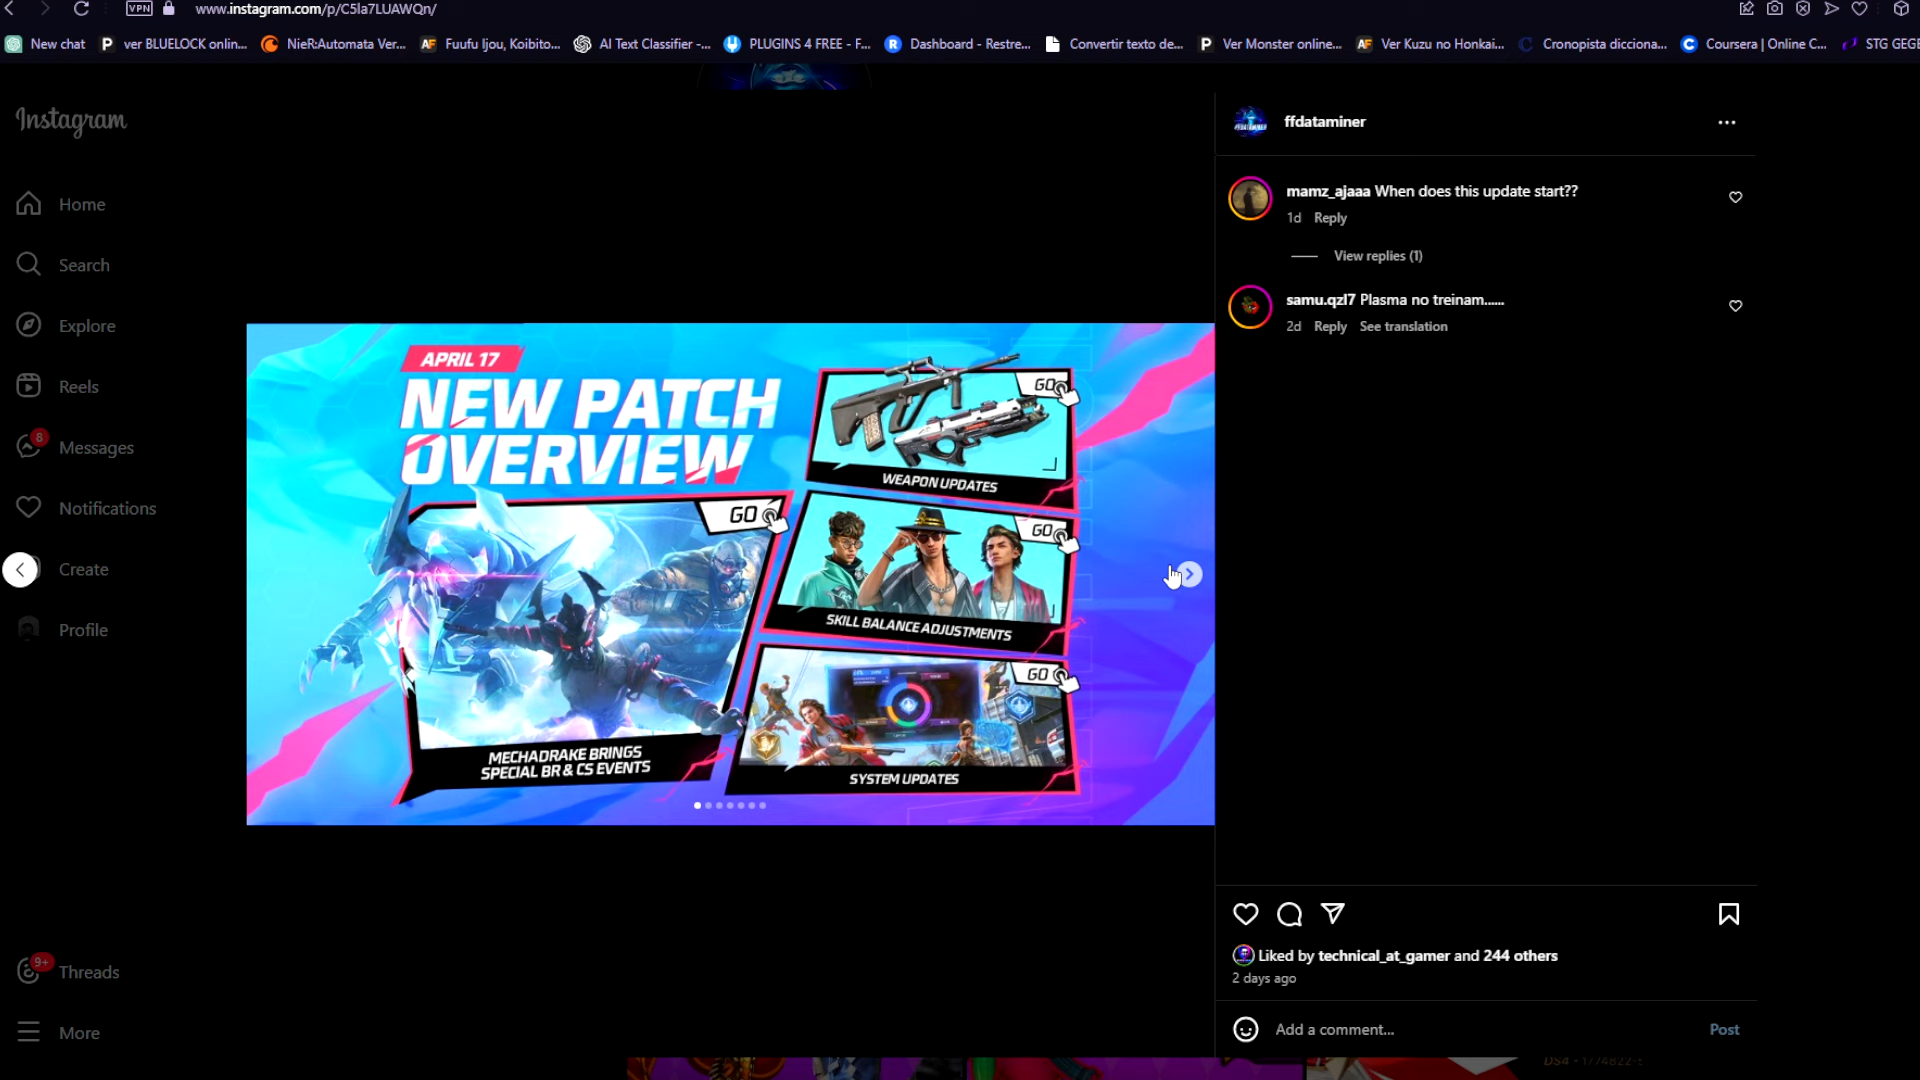 VPN
www.instagram.com/p/C5la7LUAWQn/
New chat
ver BLUELOCK onlin...
NieR:Automata Ver...
Fuufu Ijou, Koibito...
AI Text Classifier -...
PLUGINS 4 FREE - F...
Dashboard - Restre...
Convertir texto de...
Ver Monster online...
Ver Kuzu no Honkai...
Cronopista dicciona...
Coursera | Online C...
STG GEGE
Instagram
Home
Search
Explore
Reels
8
Messages
Notifications
Create
Profile
9+
Threads
More
APRIL 17
NEW PATCH
OVERVIEW
GO
MECHADRAKE BRINGS
SPECIAL BR & CS EVENTS
GO
WEAPON UPDATES
GO
SKILL BALANCE ADJUSTMENTS
GO
SYSTEM UPDATES
ffdataminer
mamz_ajaaa When does this update start??
1d Reply
View replies (1)
samu.qzl7 Plasma no treinam......
2d Reply See translation
Liked by technical_at_gamer and 244 others
2 days ago
Add a comment...
Post